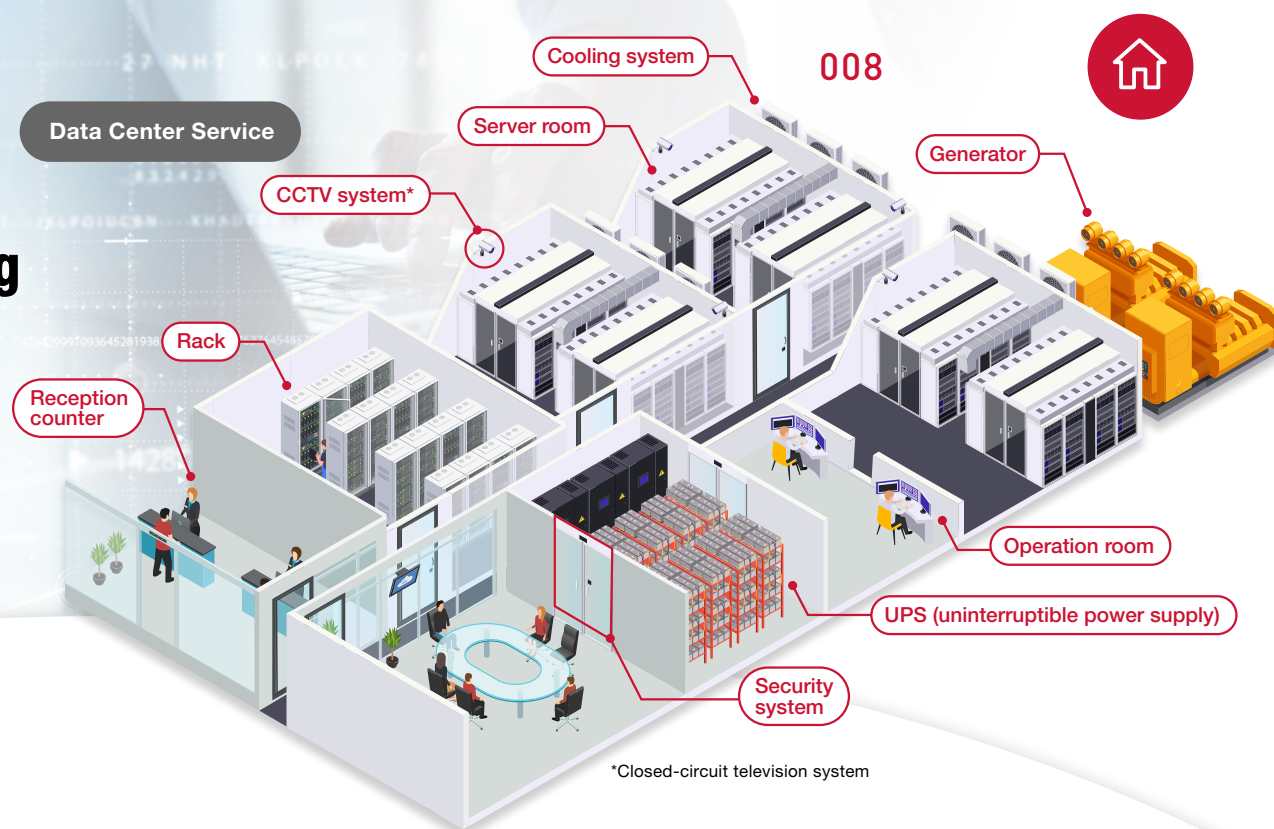 008
Data Center Service
g
Cooling system
Server room
Generator
CCTV system*
Rack
Reception
counter
Operation room
UPS (uninterruptible power supply)
Security
system
*Closed-circuit television system